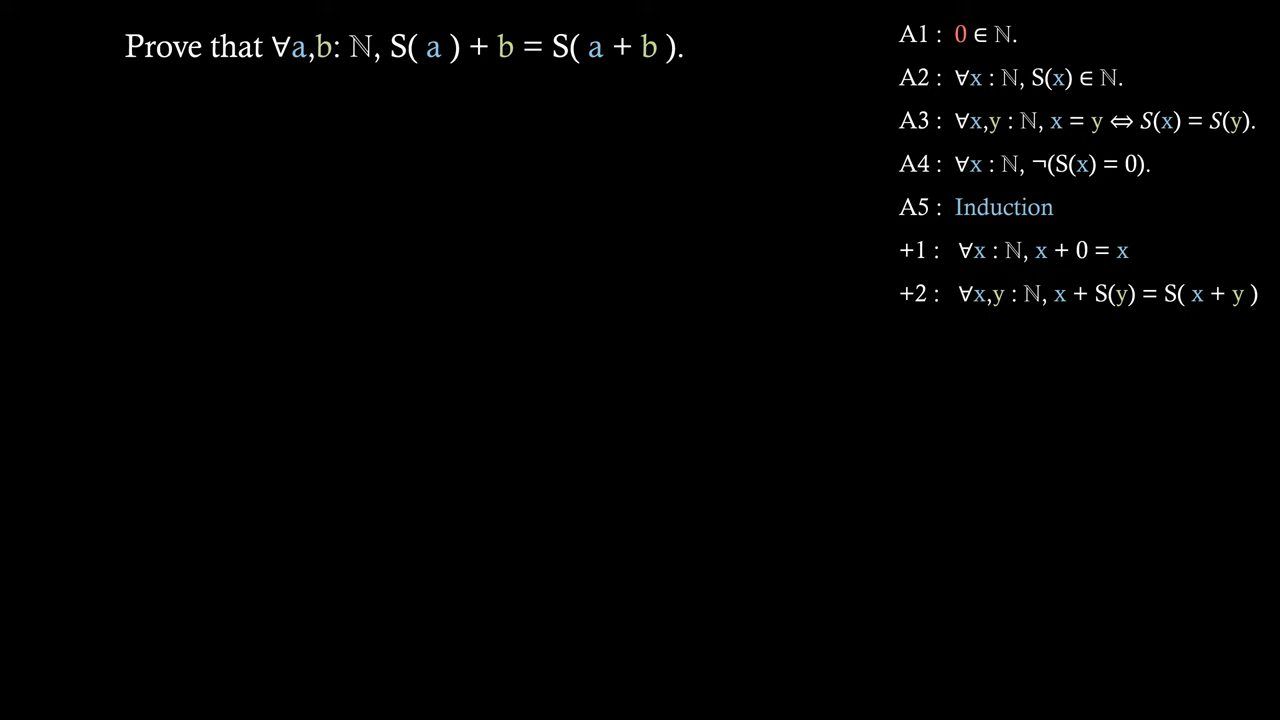 Prove that ∀a,b: ℕ, S( a ) + b = S( a + b ).
A1 : 0 ∈ ℕ.
A2 : ∀x : ℕ, S(x) ∈ ℕ.
A3 : ∀x,y : ℕ, x = y ⇔ S(x) = S(y).
A4 : ∀x : ℕ, ¬(S(x) = 0).
A5 : Induction
+1 : ∀x : ℕ, x + 0 = x
+2 : ∀x,y : ℕ, x + S(y) = S( x + y )